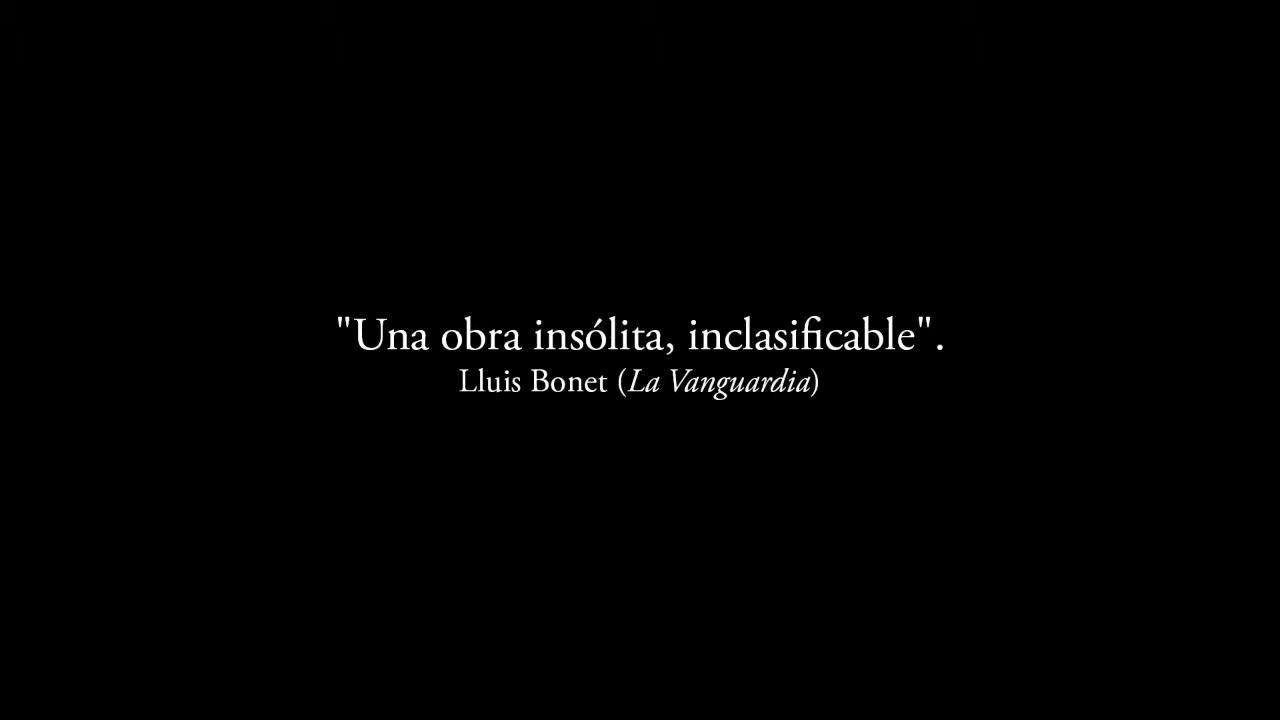 "Una obra insólita, inclasificable".
Lluis Bonet (La Vanguardia)